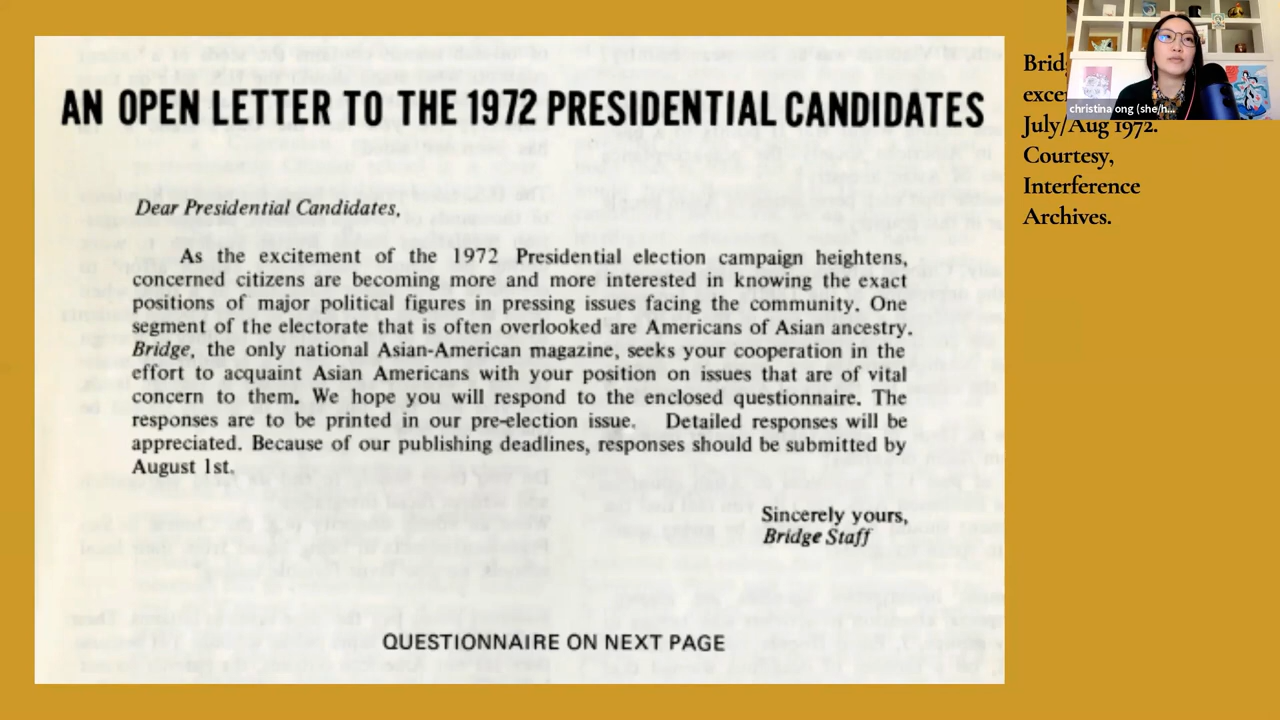 AN OPEN LETTER TO THE 1972 PRESIDENTIAL CANDIDATES
Dear Presidential Candidates,
As the excitement of the 1972 Presidential election campaign heightens,
concerned citizens are becoming more and more interested in knowing the exact
positions of major political figures in pressing issues facing the community. One
segment of the electorate that is often overlooked are Americans of Asian ancestry.
Bridge, the only national Asian-American magazine, seeks your cooperation in the
effort to acquaint Asian Americans with your position on issues that are of vital
concern to them. We hope you will respond to the enclosed questionnaire. The
responses are to be printed in our pre-election issue. Detailed responses will be
appreciated. Because of our publishing deadlines, responses should be submitted by
August 1st.
Sincerely yours,
Bridge Staff
QUESTIONNAIRE ON NEXT PAGE
July/Aug 1972.
Courtesy,
Interference
Archives.
christina ong (she/h...